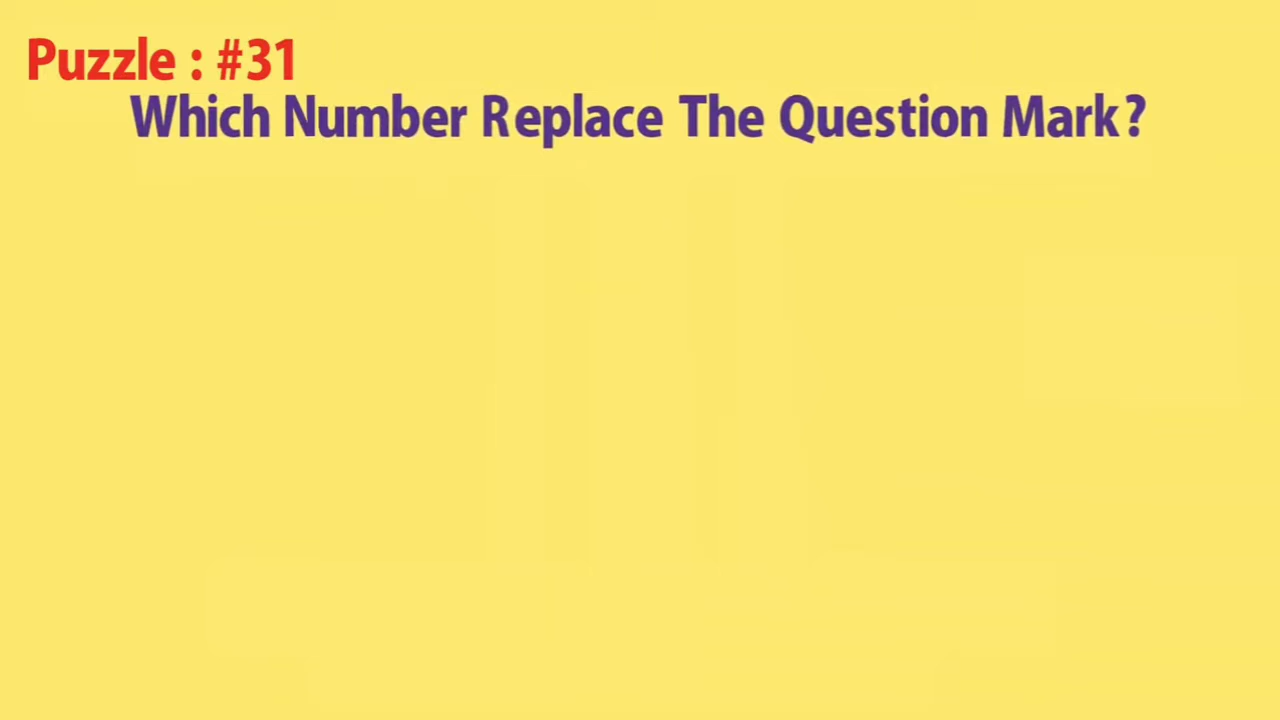 Puzzle : #31
Which Number Replace The Question Mark?